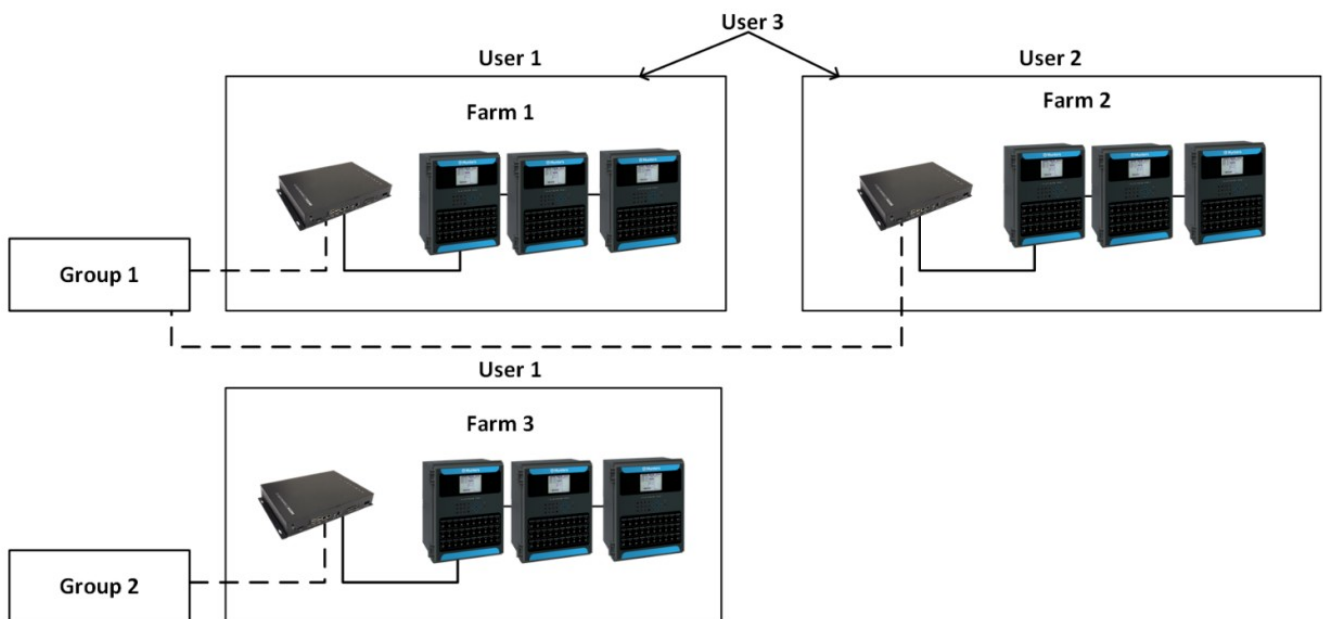 User 3
User 1
User 2
Farm 1
Farm 2
Group 1
User 1
Farm 3
Group 2